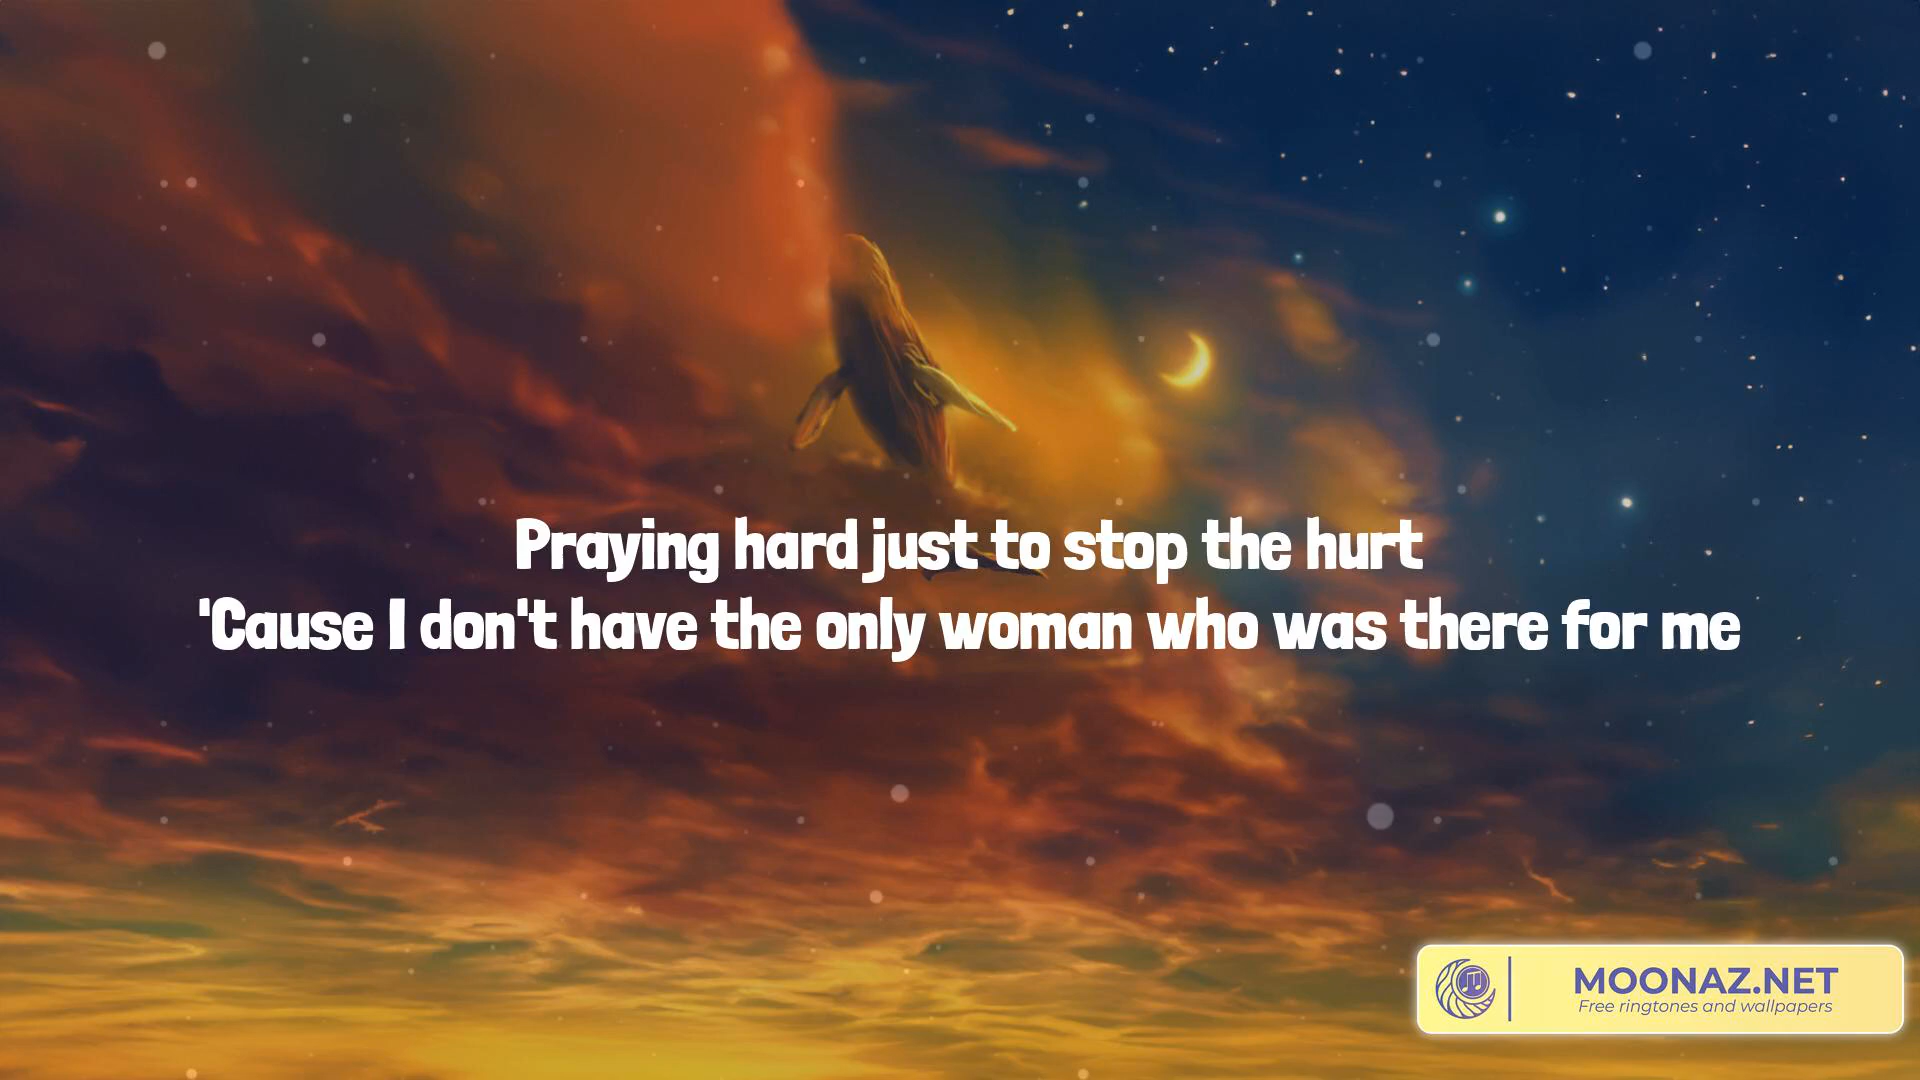 Praying hard just to stop the hurt
'Cause I don't have the only woman who was there for me
MOONAZ.NET
Free ringtones and wallpapers